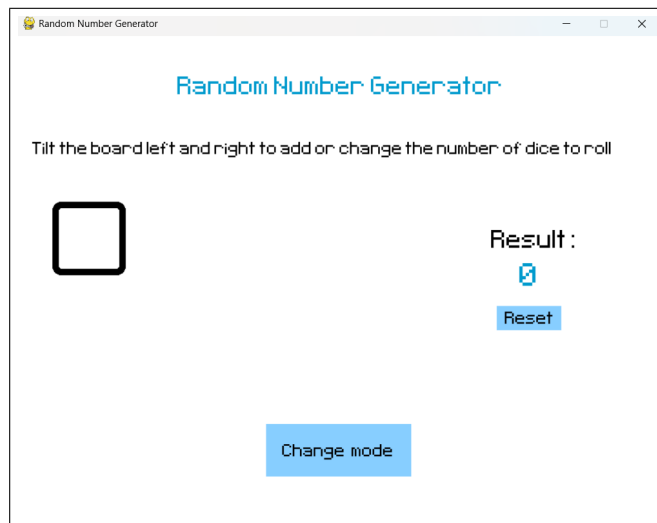 Random Number Generator
Random Number Generator
Tilt the board left and right to add or change the number of dice to roll
Result :
0
Reset
Change mode